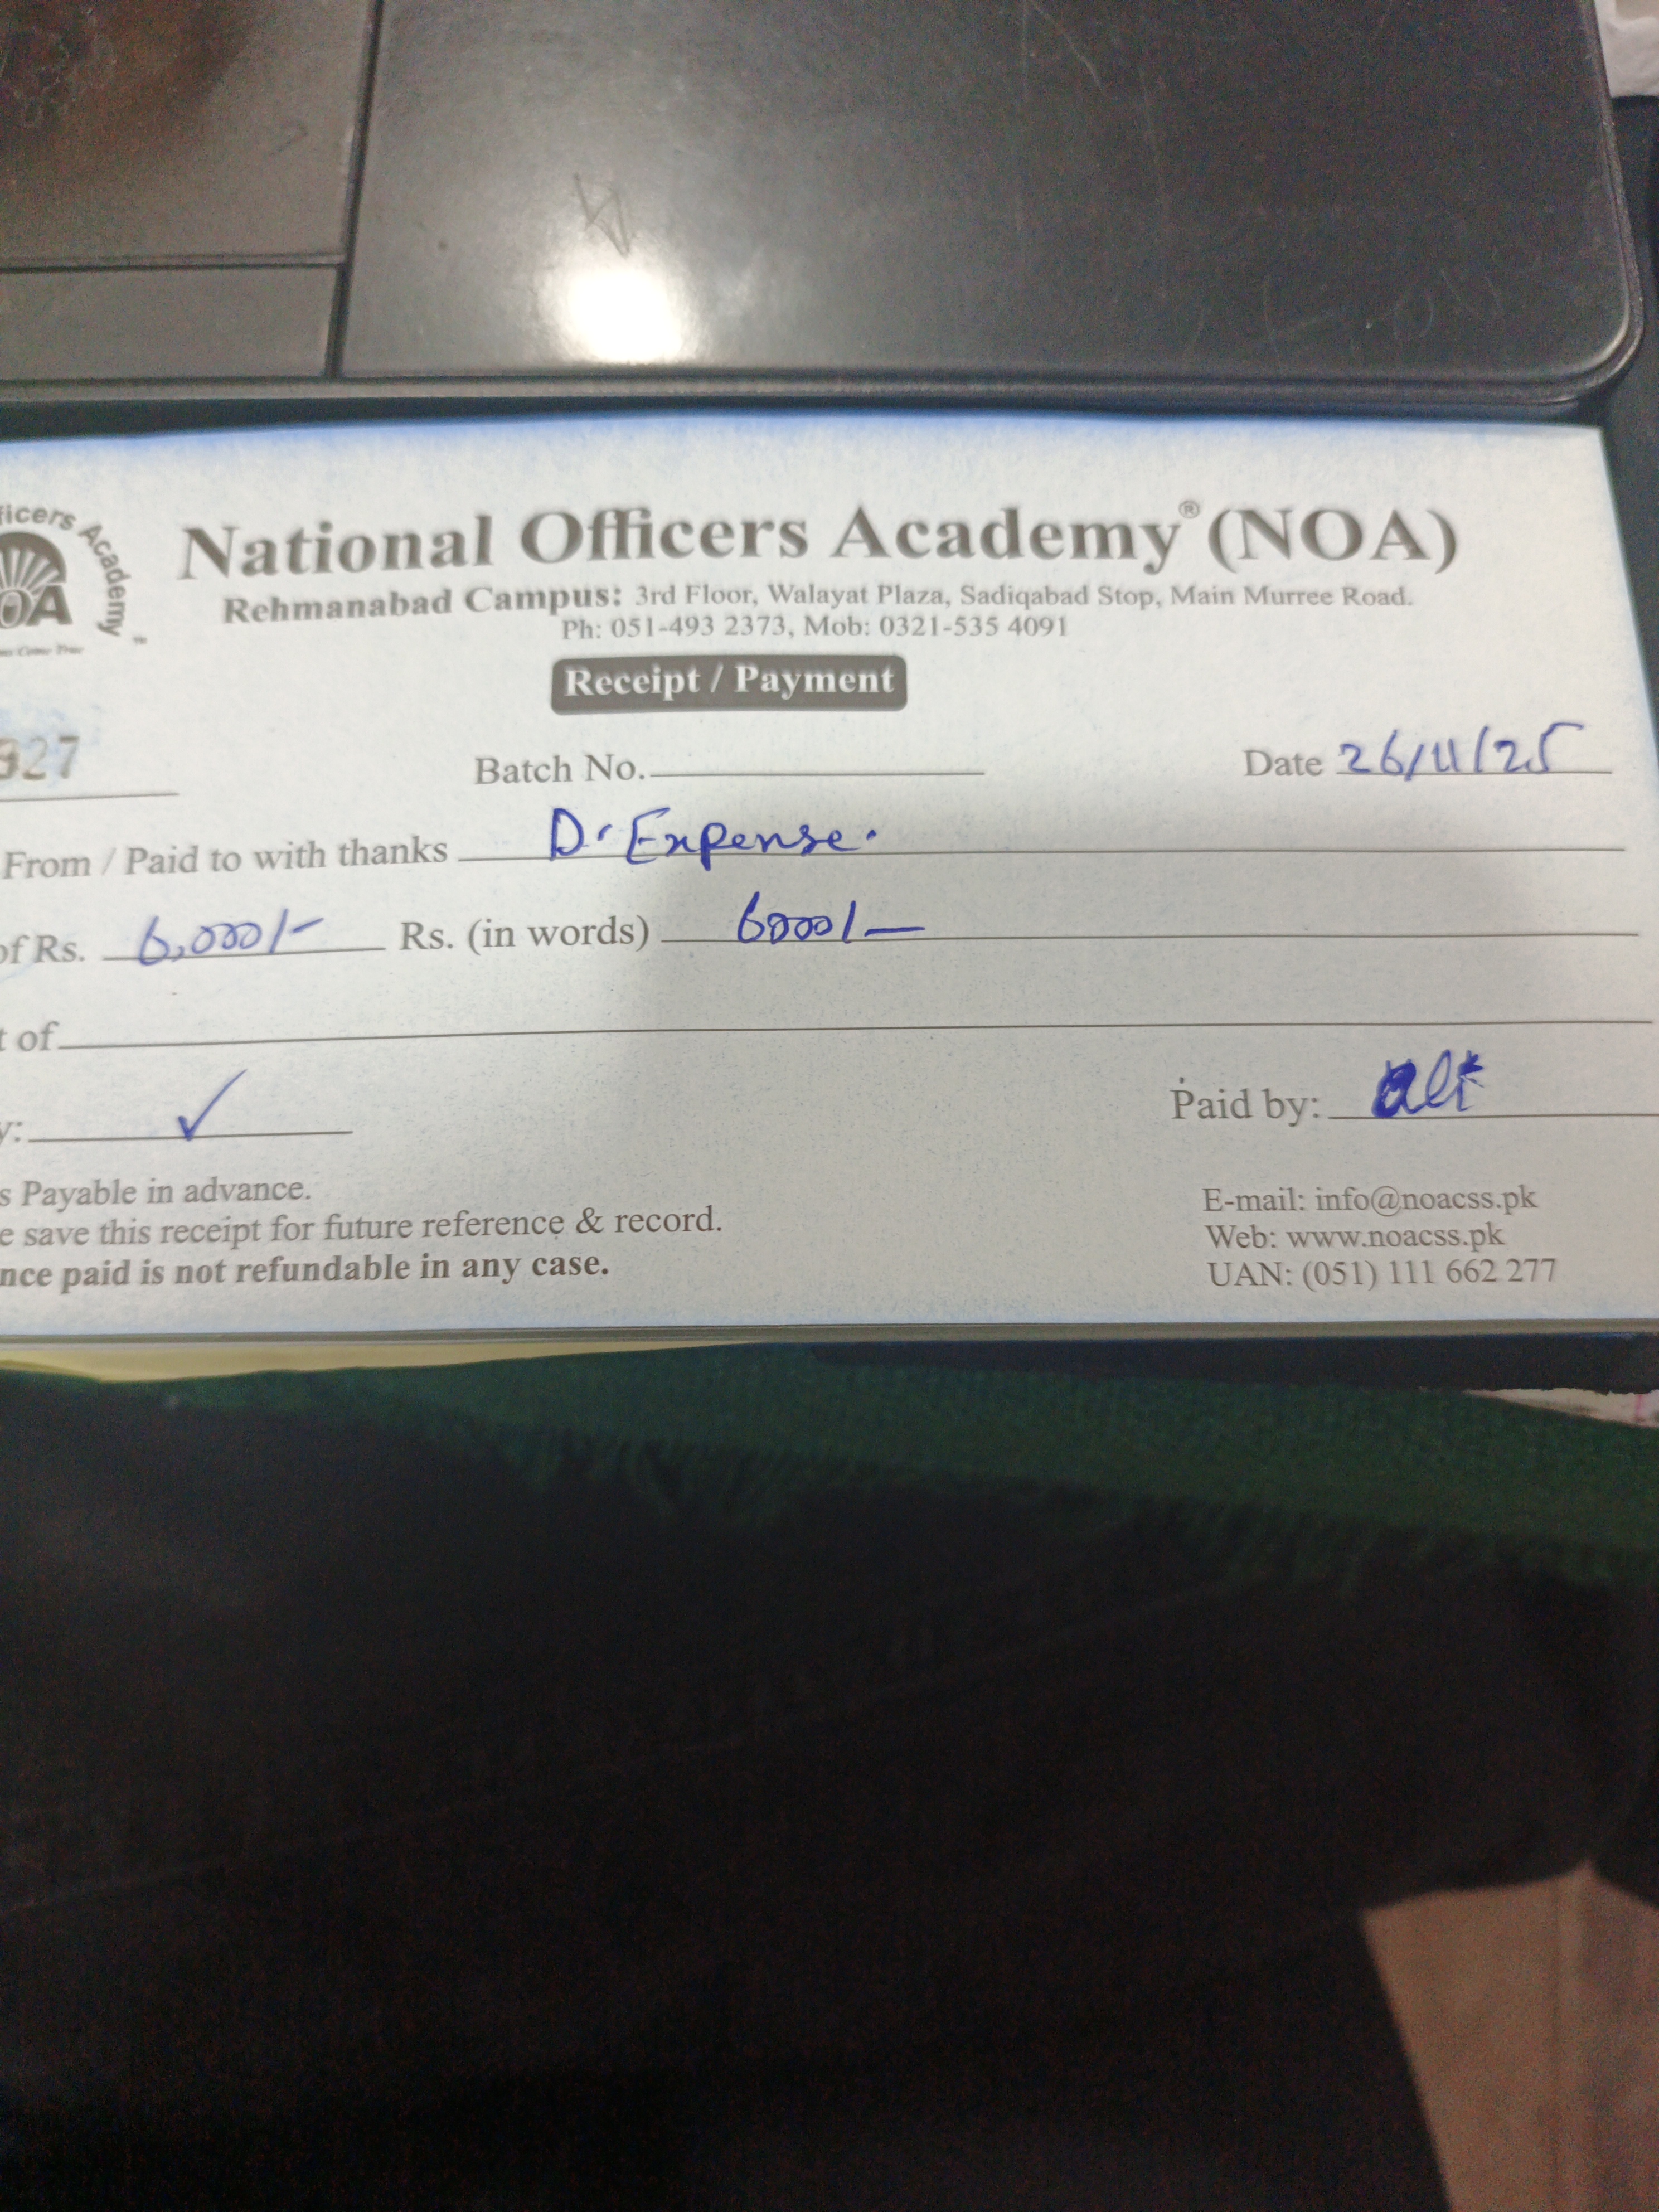 ficers Academy
OA
National Officers Academy® (NOA)
Rehmanabad Campus: 3rd Floor, Walayat Plaza, Sadiqabad Stop, Main Murree Road.
Ph: 051-493 2373, Mob: 0321-535 4091
Receipt / Payment
927 Batch No. Date 26/11/25
From / Paid to with thanks D. Expense.
of Rs. 6,000/- Rs. (in words) 6000/-
t of
y: ✓ Paid by:
s Payable in advance.
e save this receipt for future reference & record.
nce paid is not refundable in any case.
E-mail: info@noacss.pk
Web: www.noacss.pk
UAN: (051) 111 662 277